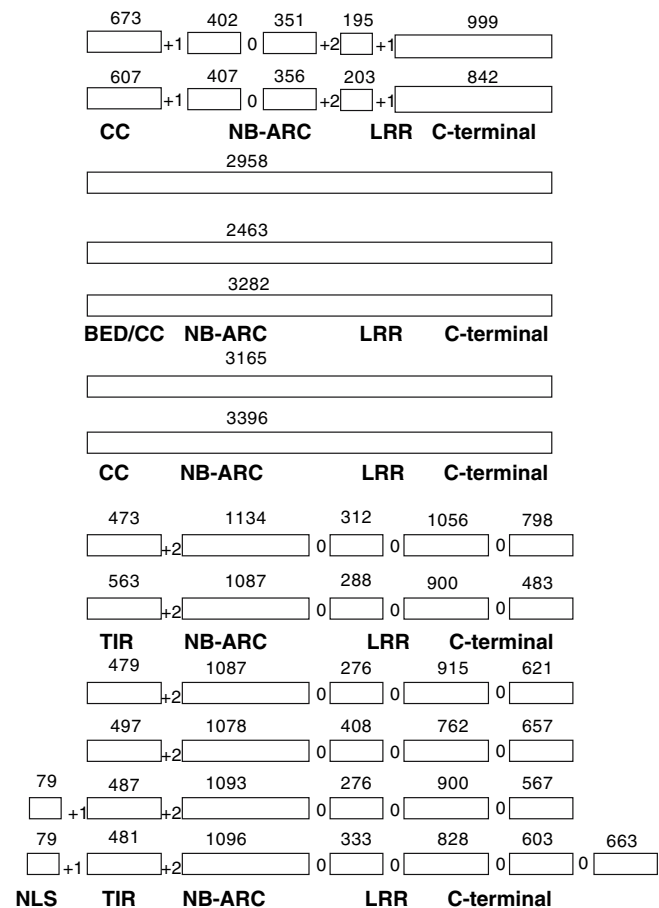 673 402 351 195 999
+1 0 +2 +1
607 407 356 203 842
+1 0 +2 +1
CC NB-ARC LRR C-terminal
2958
2463
3282
BED/CC NB-ARC LRR C-terminal
3165
3396
CC NB-ARC LRR C-terminal
473 1134 312 1056 798
+2 0 0 0
563 1087 288 900 483
+2 0 0 0
TIR NB-ARC LRR C-terminal
479 1087 276 915 621
+2 0 0 0
497 1078 408 762 657
+2 0 0 0
79 487 1093 276 900 567
+1 +2 0 0 0
79 481 1096 333 828 603 663
+1 +2 0 0 0 0
NLS TIR NB-ARC LRR C-terminal